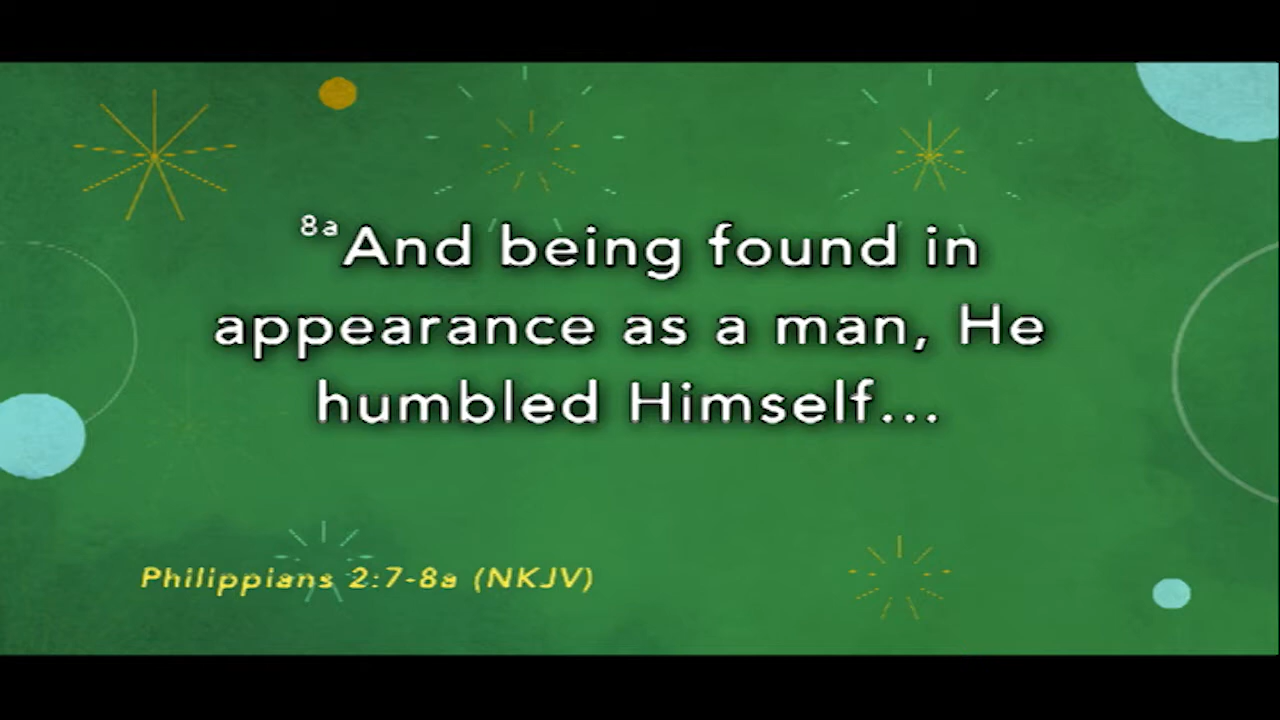 8aAnd being found in
appearance as a man, He
humbled Himself...
Philippians 2:7-8a (NKJV)